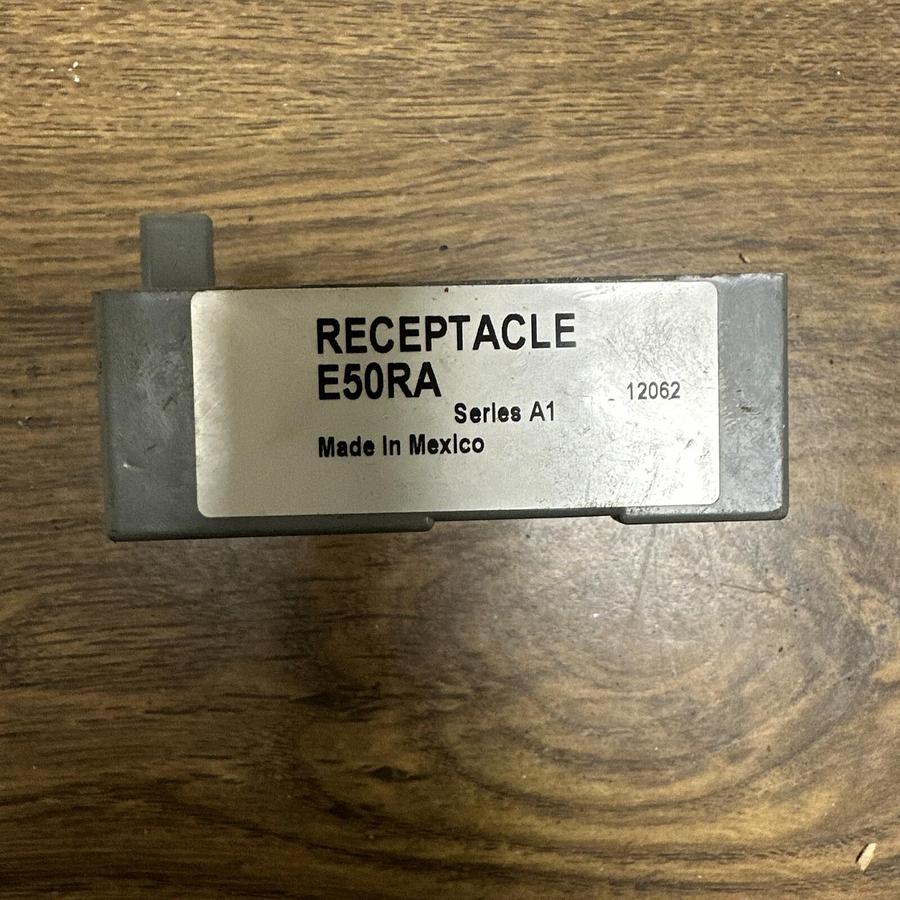 RECEPTACLE
E50RA
12062
Series A1
Made in Mexico